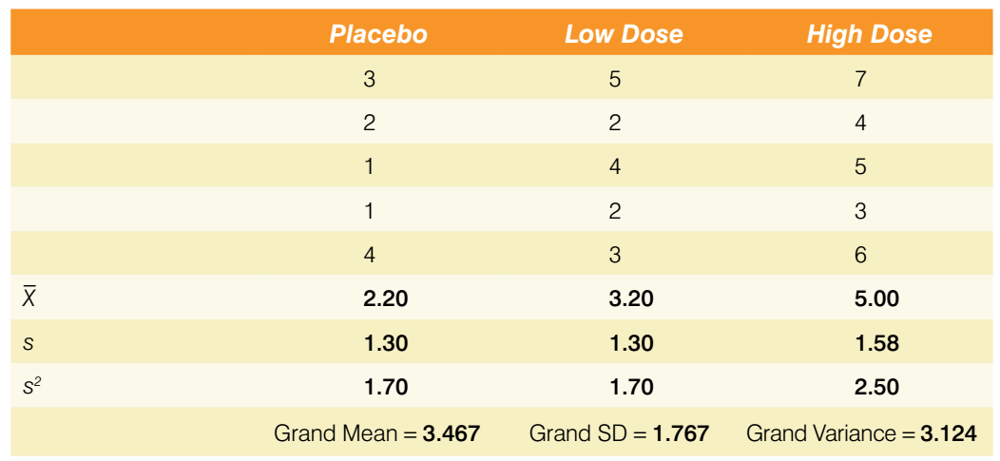 Placebo Low Dose High Dose
3 5 7
2 2 4
1 4 5
1 2 3
4 3 6
X̅ 2.20 3.20 5.00
s 1.30 1.30 1.58
s² 1.70 1.70 2.50
Grand Mean = 3.467 Grand SD = 1.767 Grand Variance = 3.124